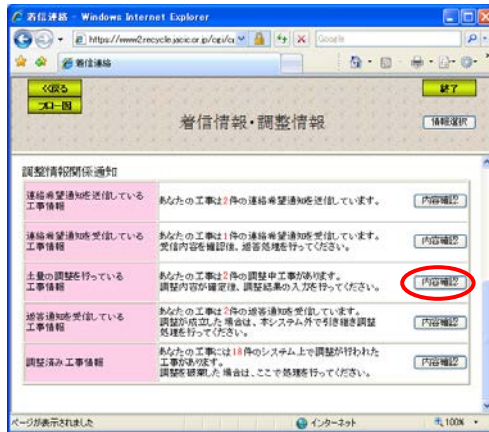 着信連絡 - Windows Internet Explorer
https://www2.recycle.jacic.or.jp/cgi/ca
Google
着信連絡
<<戻る
フロー図
着信情報・調整情報
終了
情報選択
調整情報関係通知
連絡希望通知を送信している
工事情報
あなたの工事は2件の連絡希望通知を送信しています。
内容確認
連絡希望通知を受信している
工事情報
あなたの工事は1件の連絡希望通知を受信しています。
受信内容を確認後、返答処理を行ってください。
内容確認
土量の調整を行っている
工事情報
あなたの工事は2件の調整中工事があります。
調整内容が確定後、調整結果の入力を行ってください。
内容確認
返答通知を受信している
工事情報
あなたの工事は2件の返答通知を受信しています。
調整が成立した場合は、本システム外で引き継ぎ調整
処理を行ってください。
内容確認
調整済み工事情報
あなたの工事には18件のシステム上で調整が行われた
工事があります。
調整を破棄した場合は、ここで処理を行ってください。
内容確認
ページが表示されました
インターネット
100%